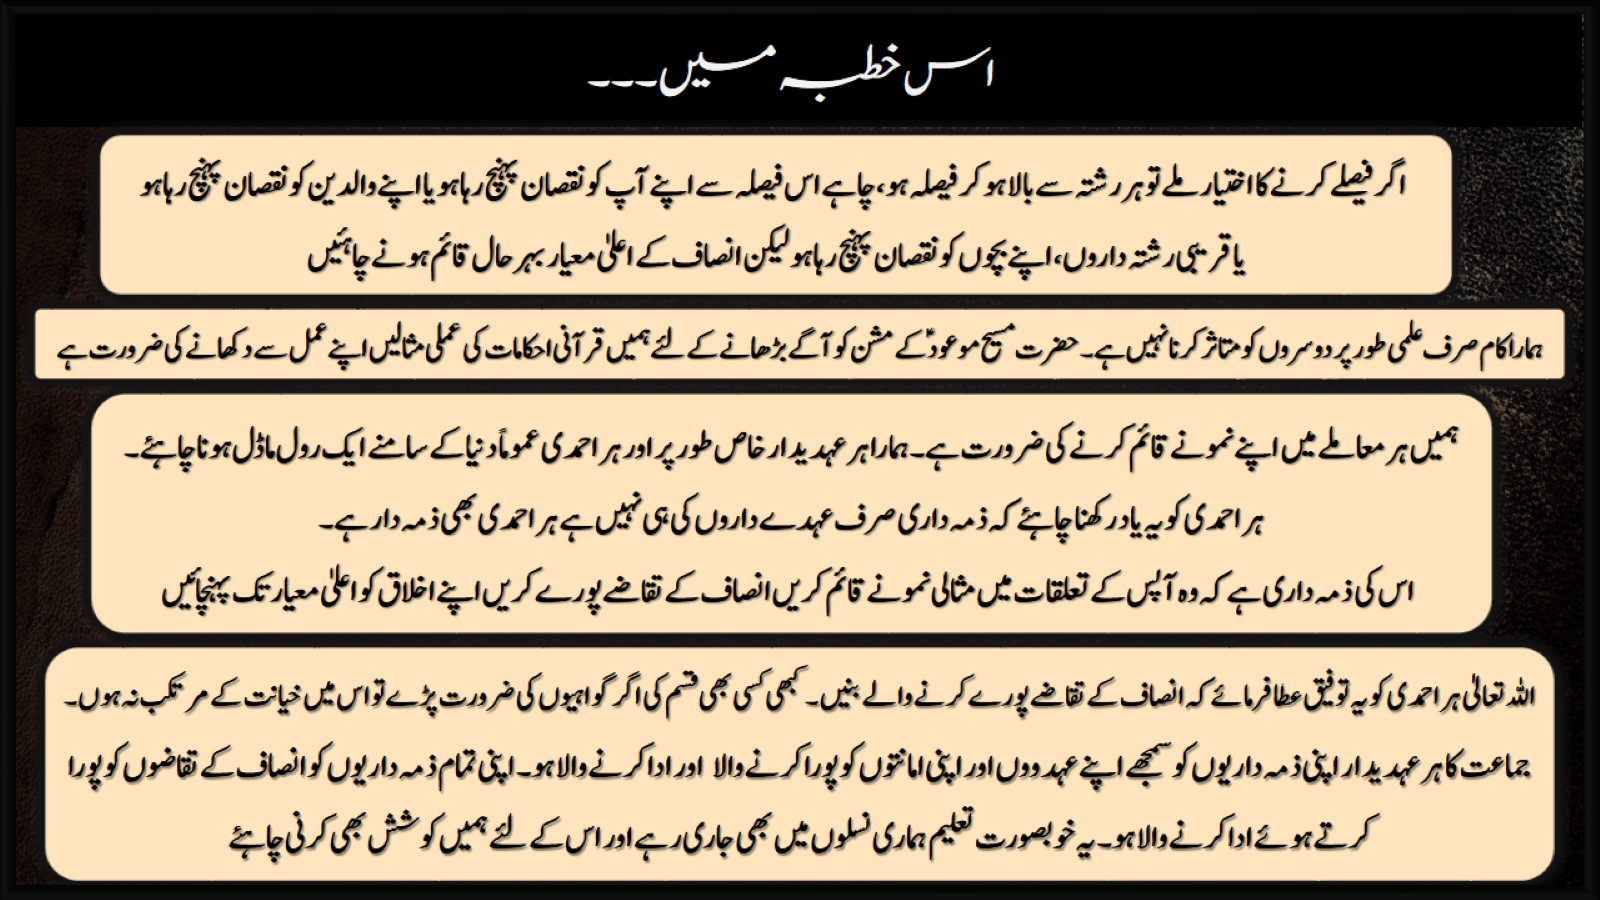 اس خطبہ میں۔۔۔
اگر فیصلے کرنے کا اختیار ملے تو ہر رشتہ سے بالا ہو کر فیصلہ ہو، چاہے اس فیصلہ سے اپنے آپ کو نقصان پہنچ رہا ہو یا اپنے والدین کو نقصان پہنچ رہا ہو
یا قریبی رشتہ داروں، اپنے بچوں کو نقصان پہنچ رہا ہو لیکن انصاف کے اعلیٰ معیار بہر حال قائم ہونے چاہئیں
ہمارا کام صرف علمی طور پر دوسروں کو متاثر کرنا نہیں ہے۔ حضرت مسیح موعودؑ کے مشن کو آگے بڑھانے کے لئے ہمیں قرآنی احکامات کی عملی مثالیں اپنے عمل سے دکھانے کی ضرورت ہے
ہمیں ہر معاملے میں اپنے نمونے قائم کرنے کی ضرورت ہے۔ ہمارا ہر عہدیدار خاص طور پر اور ہر احمدی عموماً دنیا کے سامنے ایک رول ماڈل ہونا چاہئے۔
ہر احمدی کو یہ یاد رکھنا چاہئے کہ ذمہ داری صرف عہدے داروں کی ہی نہیں ہے ہر احمدی بھی ذمہ دار ہے۔
اس کی ذمہ داری ہے کہ وہ آپس کے تعلقات میں مثالی نمونے قائم کریں انصاف کے تقاضے پورے کریں اپنے اخلاق کو اعلیٰ معیار تک پہنچائیں
اللہ تعالیٰ ہر احمدی کو یہ توفیق عطا فرمائے کہ انصاف کے تقاضے پورے کرنے والے بنیں۔ کبھی کسی بھی قسم کی اگر گواہیوں کی ضرورت پڑے تو اس میں خیانت کے مرتکب نہ ہوں۔
جماعت کا ہر عہدیدار اپنی ذمہ داریوں کو سمجھے اپنے عہدووں اور اپنی امانتوں کو پورا کرنے والا اور ادا کرنے والا ہو۔ اپنی تمام ذمہ داریوں کو انصاف کے تقاضوں کو پورا
کرتے ہوئے ادا کرنے والا ہو۔ یہ خوبصورت تعلیم ہماری نسلوں میں بھی جاری رہے اور اس کے لئے ہمیں کوشش بھی کرنی چاہئے